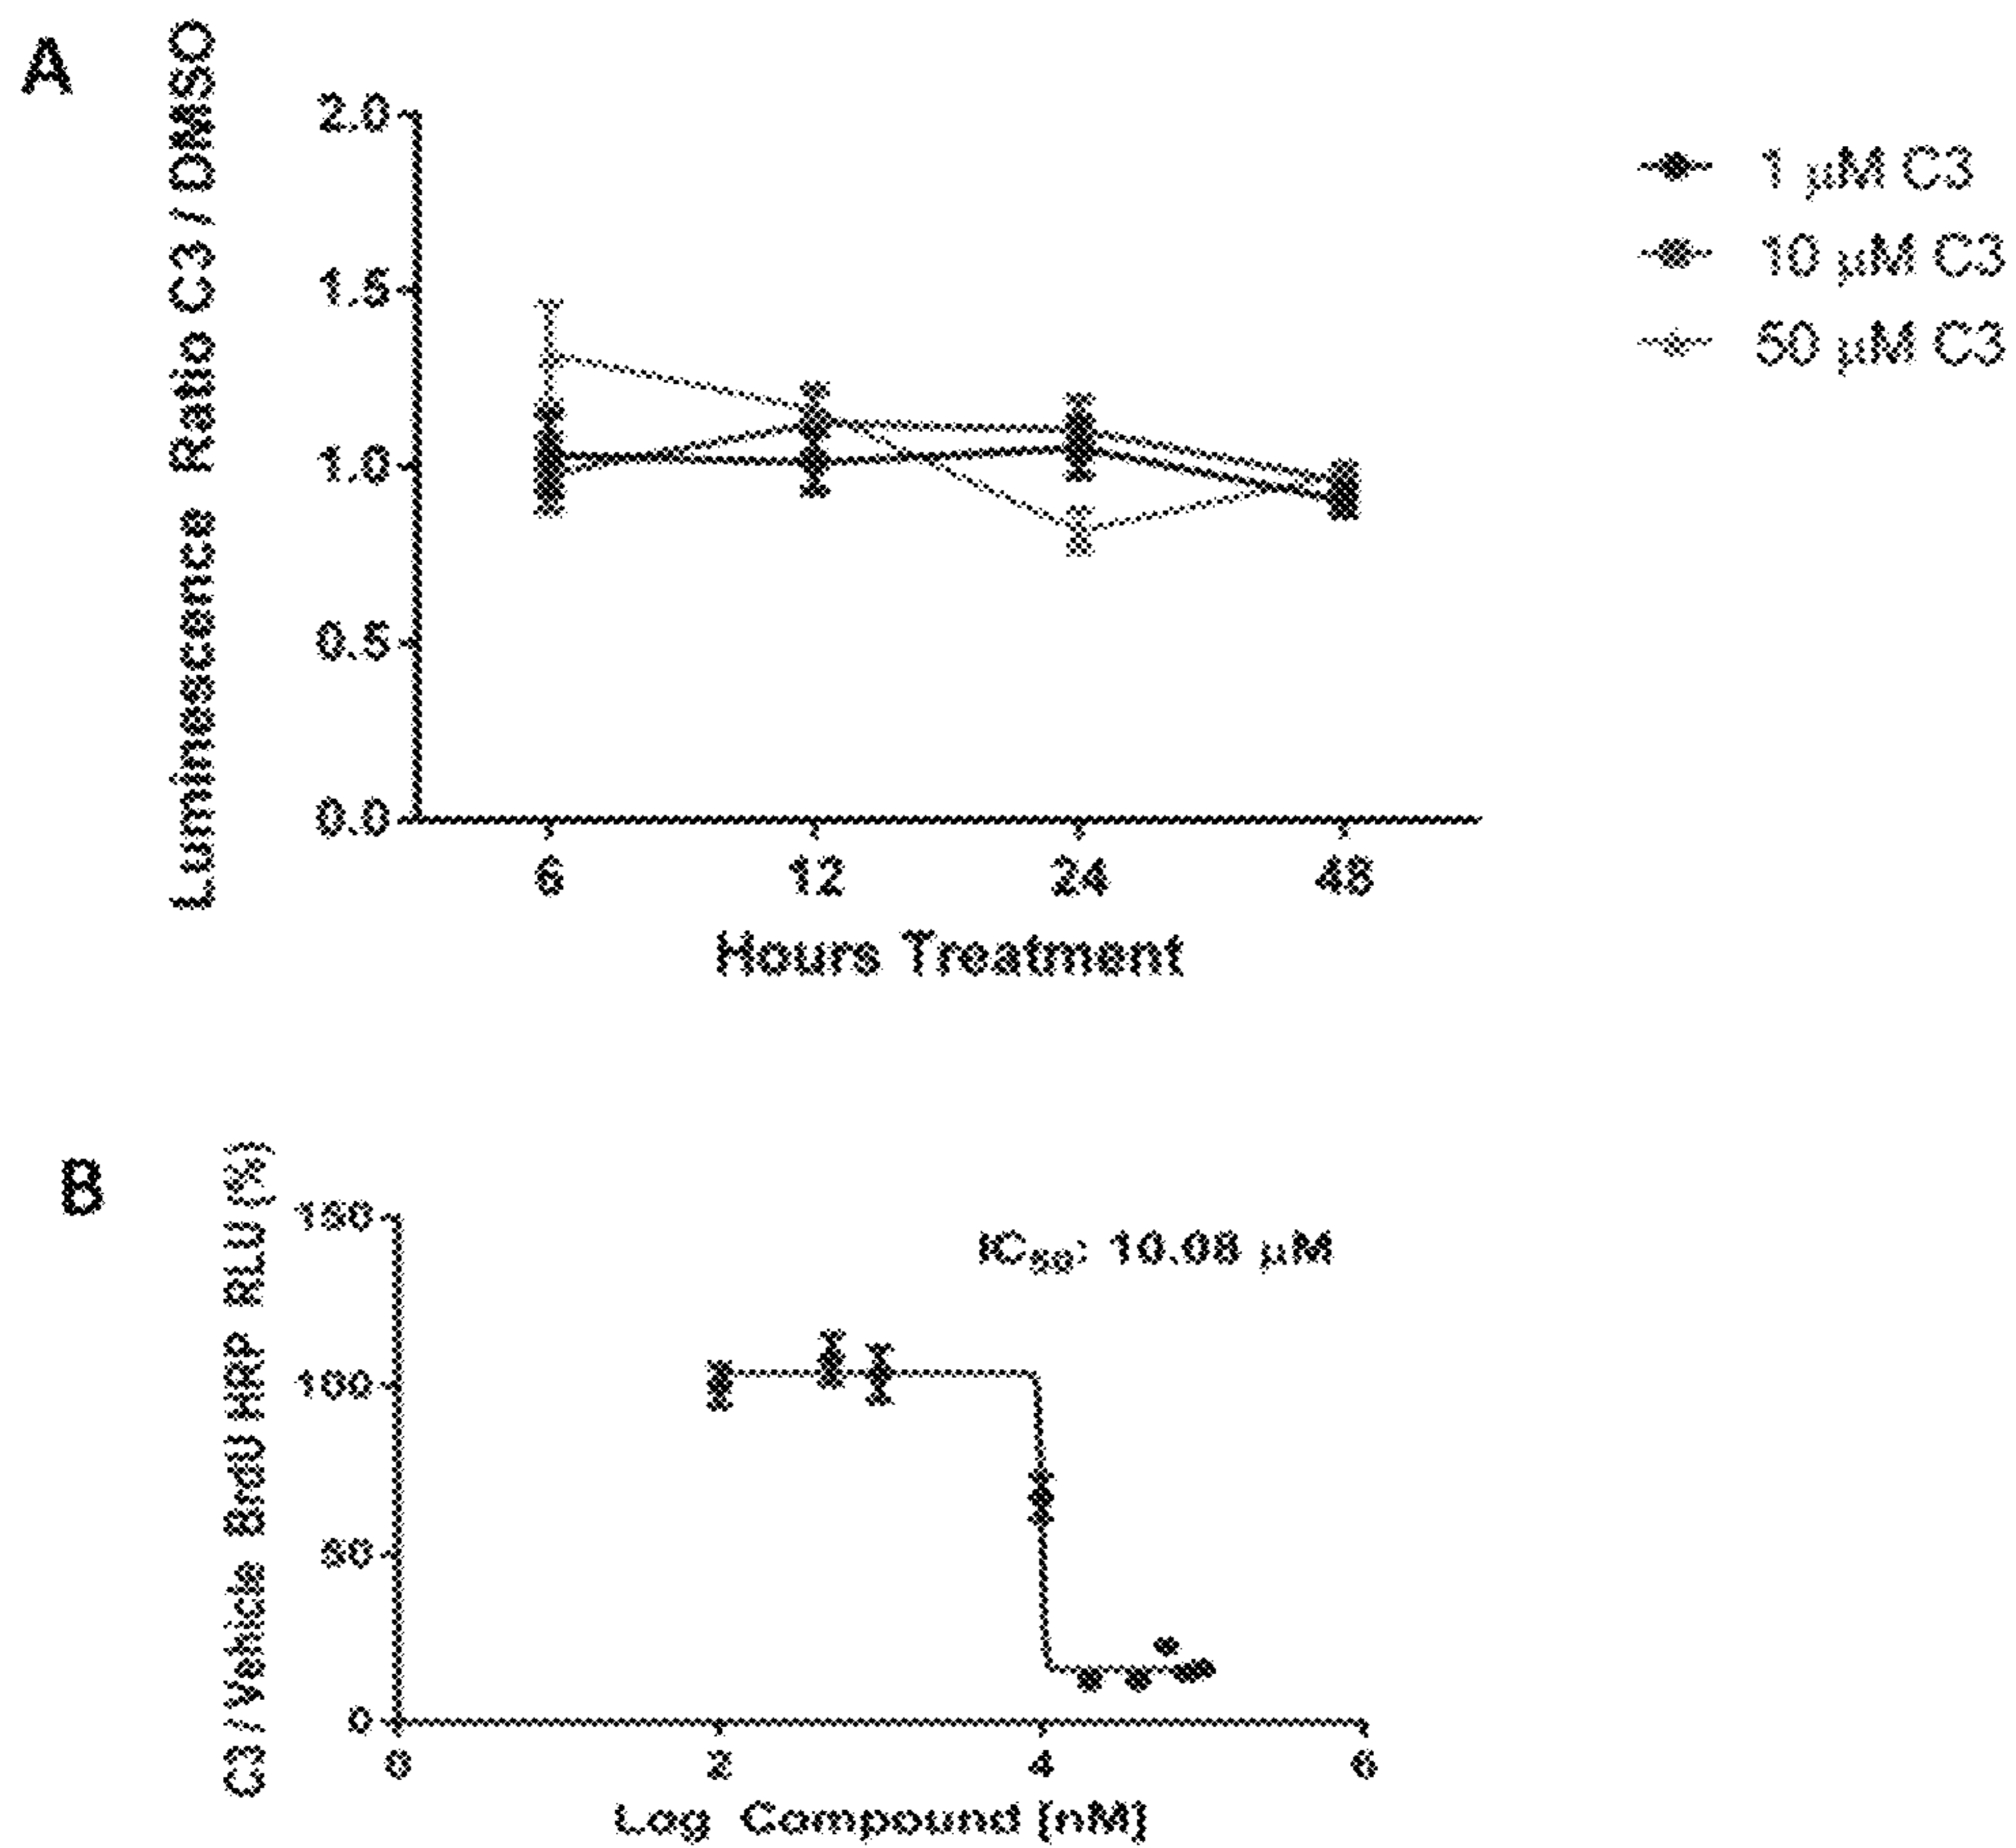 A
Luminescence Ratio C3 / DMSO
2.0
1.5
1.0
0.5
0.0
6 12 24 48
Hours Treatment
1 µM C3
10 µM C3
50 µM C3
B
C3 / Vehicle BrdU HRP RLU (%)
150
100
50
0
0 2 4 6
Log Compound [nM]
IC50: 10.08 µM